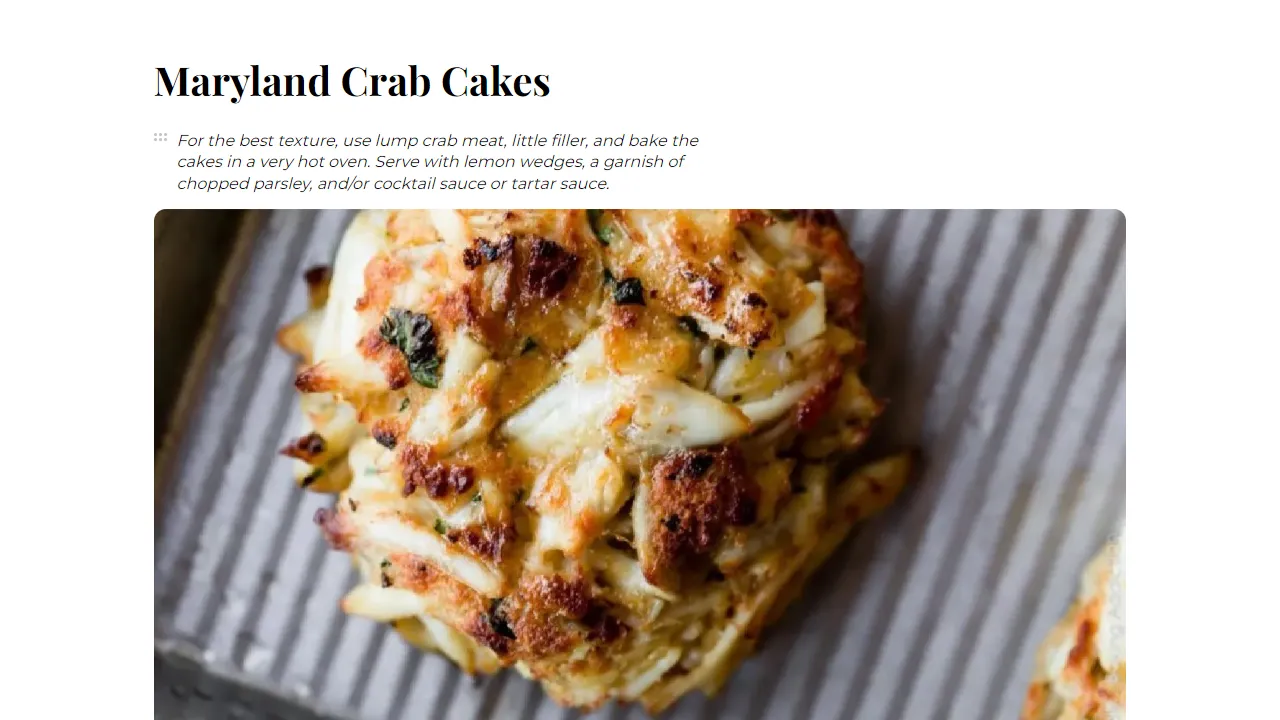 Maryland Crab Cakes
For the best texture, use lump crab meat, little filler, and bake the
cakes in a very hot oven. Serve with lemon wedges, a garnish of
chopped parsley, and/or cocktail sauce or tartar sauce.